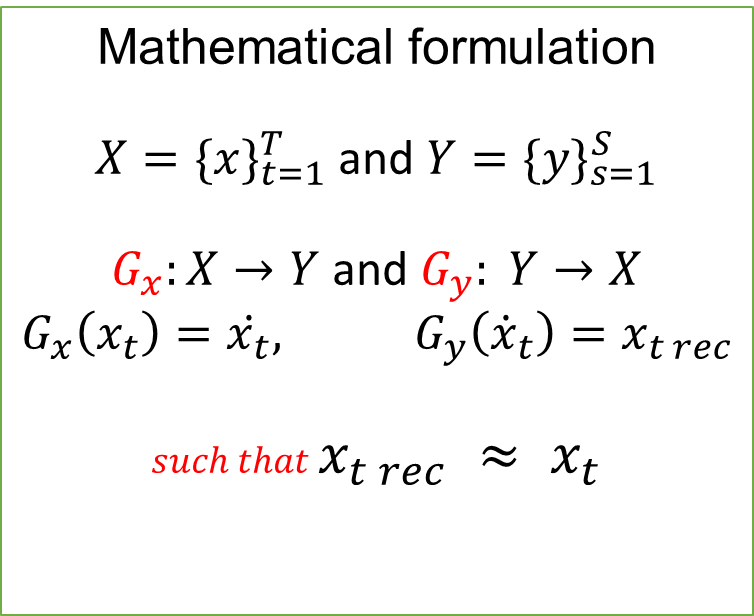 Mathematical formulation
X = {x}_{t=1}^{T} and Y = {y}_{s=1}^{S}
G_x: X → Y and G_y: Y → X
G_x(x_t) = ẋ_t, G_y(ẋ_t) = x_{t rec}
such that x_{t rec} ≈ x_t